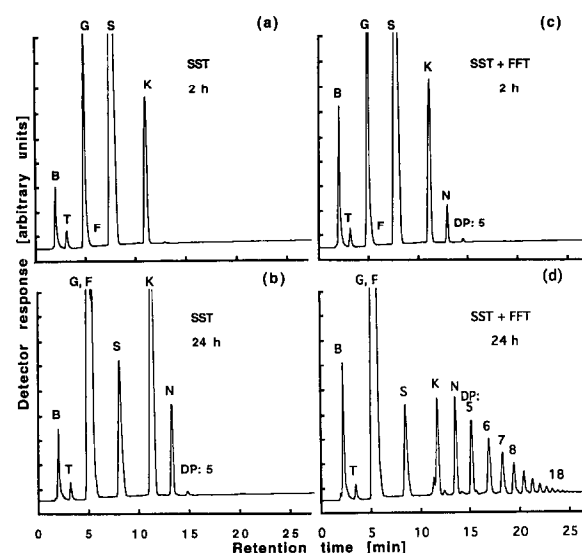 G S (a)
SST
2 h
K
B
T
F
G S (c)
SST + FFT
2 h
K
B
T
F
N
DP: 5
Detector response [arbitrary units]
G, F (b)
K
SST
24 h
S
N
B
T
DP: 5
0 5 10 15 20 25
G, F (d)
SST + FFT
24 h
B
T
S
K
N
DP:
5
6
7
8
18
0 5 10 15 20 25
Retention time [min]